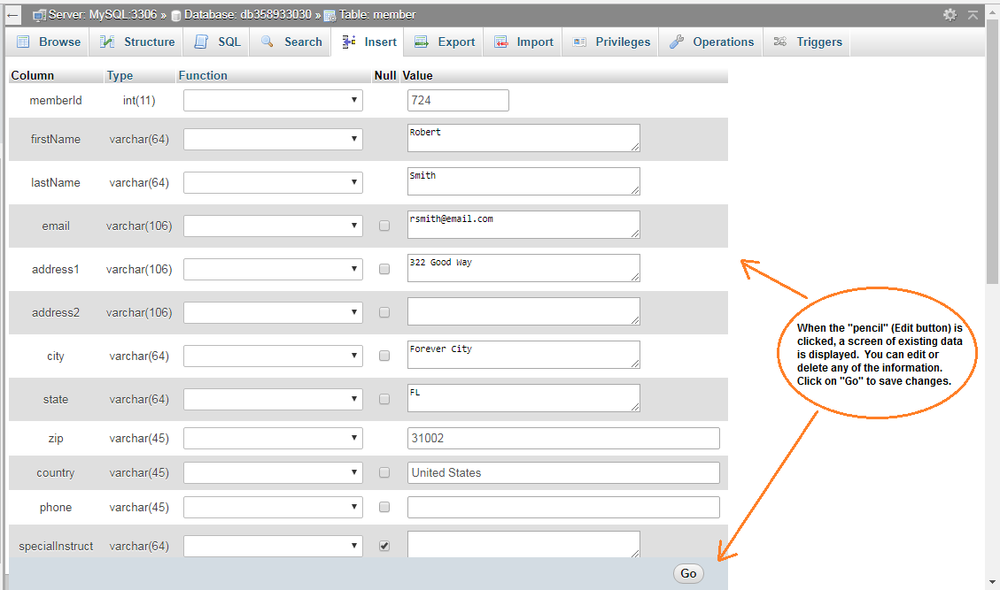 Server: MySQL:3306 » Database: db358933030 » Table: member
Browse Structure SQL Search Insert Export Import Privileges Operations Triggers
Column Type Function Null Value
memberId int(11) 724
firstName varchar(64) Robert
lastName varchar(64) Smith
email varchar(106) rsmith@email.com
address1 varchar(106) 322 Good Way
address2 varchar(106)
city varchar(64) Forever City
state varchar(64) FL
zip varchar(45) 31002
country varchar(45) United States
phone varchar(45)
specialInstruct varchar(64)
Go
When the "pencil" (Edit button) is
clicked, a screen of existing data
is displayed.  You can edit or
delete any of the information.
Click on "Go" to save changes.